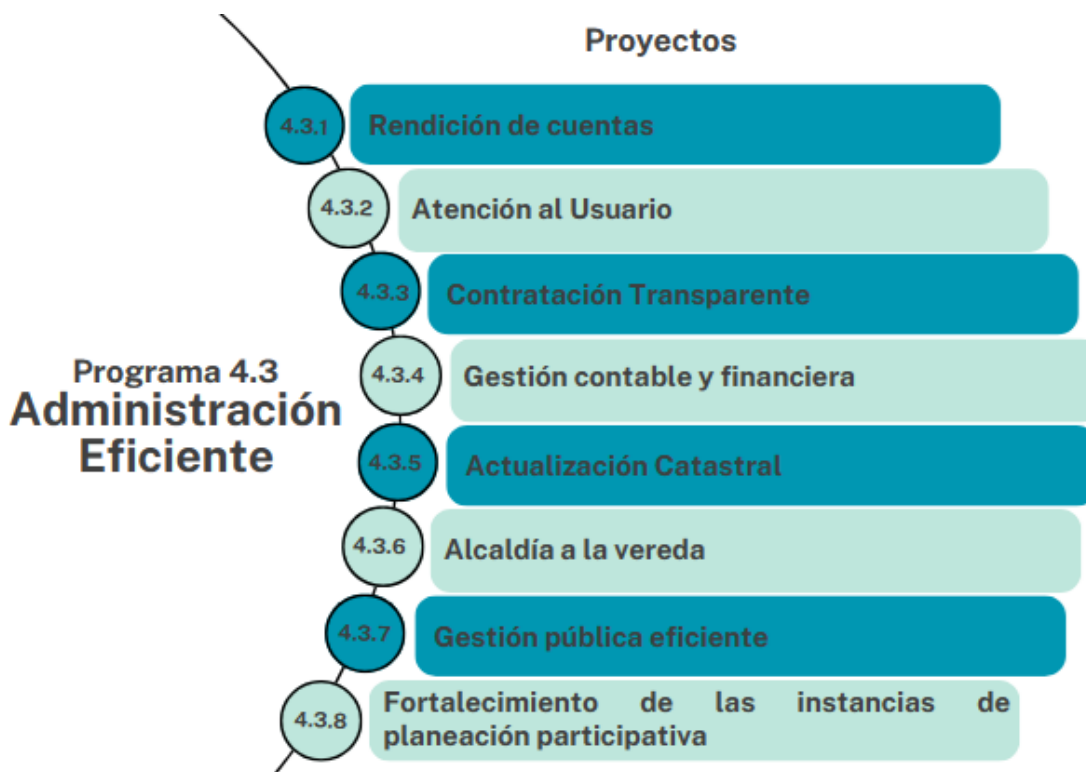 Proyectos
4.3.1 Rendición de cuentas
4.3.2 Atención al Usuario
4.3.3 Contratación Transparente
4.3.4 Gestión contable y financiera
Programa 4.3
Administración
Eficiente
4.3.5 Actualización Catastral
4.3.6 Alcaldía a la vereda
4.3.7 Gestión pública eficiente
4.3.8 Fortalecimiento de las instancias de
planeación participativa